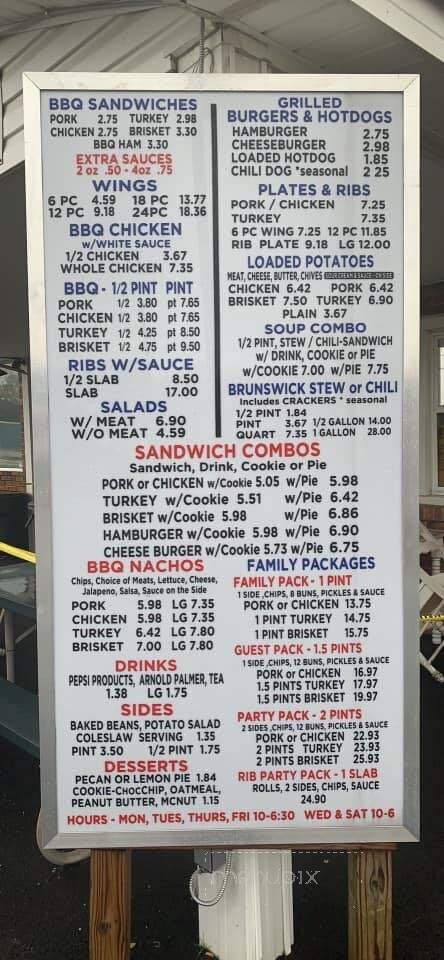 BBQ SANDWICHES
PORK 2.75 TURKEY 2.98
CHICKEN 2.75 BRISKET 3.30
BBQ HAM 3.30
EXTRA SAUCES
2 oz .50 - 4oz .75
WINGS
6 PC 4.59 18 PC 13.77
12 PC 9.18 24PC 18.36
BBQ CHICKEN
w/WHITE SAUCE
1/2 CHICKEN 3.67
WHOLE CHICKEN 7.35
BBQ - 1/2 PINT PINT
PORK 1/2 3.80 pt 7.65
CHICKEN 1/2 3.80 pt 7.65
TURKEY 1/2 4.25 pt 8.50
BRISKET 1/2 4.75 pt 9.50
RIBS W/SAUCE
1/2 SLAB 8.50
SLAB 17.00
SALADS
W/ MEAT 6.90
W/O MEAT 4.59
GRILLED
BURGERS & HOTDOGS
HAMBURGER 2.75
CHEESEBURGER 2.98
LOADED HOTDOG 1.85
CHILI DOG *seasonal 2 25
PLATES & RIBS
PORK / CHICKEN 7.25
TURKEY 7.35
6 PC WING 7.25 12 PC 11.85
RIB PLATE 9.18 LG 12.00
LOADED POTATOES
MEAT, CHEESE, BUTTER, CHIVES SOUR CREAM & SAUCE - ON SIDE
CHICKEN 6.42 PORK 6.42
BRISKET 7.50 TURKEY 6.90
PLAIN 3.67
SOUP COMBO
1/2 PINT, STEW / CHILI-SANDWICH
w/ DRINK, COOKIE or PIE
w/COOKIE 7.00 w/PIE 7.75
BRUNSWICK STEW or CHILI
Includes CRACKERS * seasonal
1/2 PINT 1.84
PINT 3.67 1/2 GALLON 14.00
QUART 7.35 1 GALLON 28.00
SANDWICH COMBOS
Sandwich, Drink, Cookie or Pie
PORK or CHICKEN w/Cookie 5.05 w/Pie 5.98
TURKEY w/Cookie 5.51 w/Pie 6.42
BRISKET w/Cookie 5.98 w/Pie 6.86
HAMBURGER w/Cookie 5.98 w/Pie 6.90
CHEESE BURGER w/Cookie 5.73 w/Pie 6.75
BBQ NACHOS
Chips, Choice of Meats, Lettuce, Cheese,
Jalapeno, Salsa, Sauce on the Side
PORK 5.98 LG 7.35
CHICKEN 5.98 LG 7.35
TURKEY 6.42 LG 7.80
BRISKET 7.00 LG 7.80
DRINKS
PEPSI PRODUCTS, ARNOLD PALMER, TEA
1.38 LG 1.75
SIDES
BAKED BEANS, POTATO SALAD
COLESLAW SERVING 1.35
PINT 3.50 1/2 PINT 1.75
DESSERTS
PECAN OR LEMON PIE 1.84
COOKIE-ChocCHIP, OATMEAL,
PEANUT BUTTER, MCNUT 1.15
FAMILY PACKAGES
FAMILY PACK - 1 PINT
1 SIDE ,CHIPS, 8 BUNS, PICKLES & SAUCE
PORK or CHICKEN 13.75
1 PINT TURKEY 14.75
1 PINT BRISKET 15.75
GUEST PACK - 1.5 PINTS
1 SIDE ,CHIPS, 12 BUNS, PICKLES & SAUCE
PORK or CHICKEN 16.97
1.5 PINTS TURKEY 17.97
1.5 PINTS BRISKET 19.97
PARTY PACK - 2 PINTS
2 SIDES ,CHIPS, 12 BUNS, PICKLES & SAUCE
PORK or CHICKEN 22.93
2 PINTS TURKEY 23.93
2 PINTS BRISKET 25.93
RIB PARTY PACK - 1 SLAB
ROLLS, 2 SIDES, CHIPS, SAUCE
24.90
HOURS - MON, TUES, THURS, FRI 10-6:30 WED & SAT 10-6
menupix